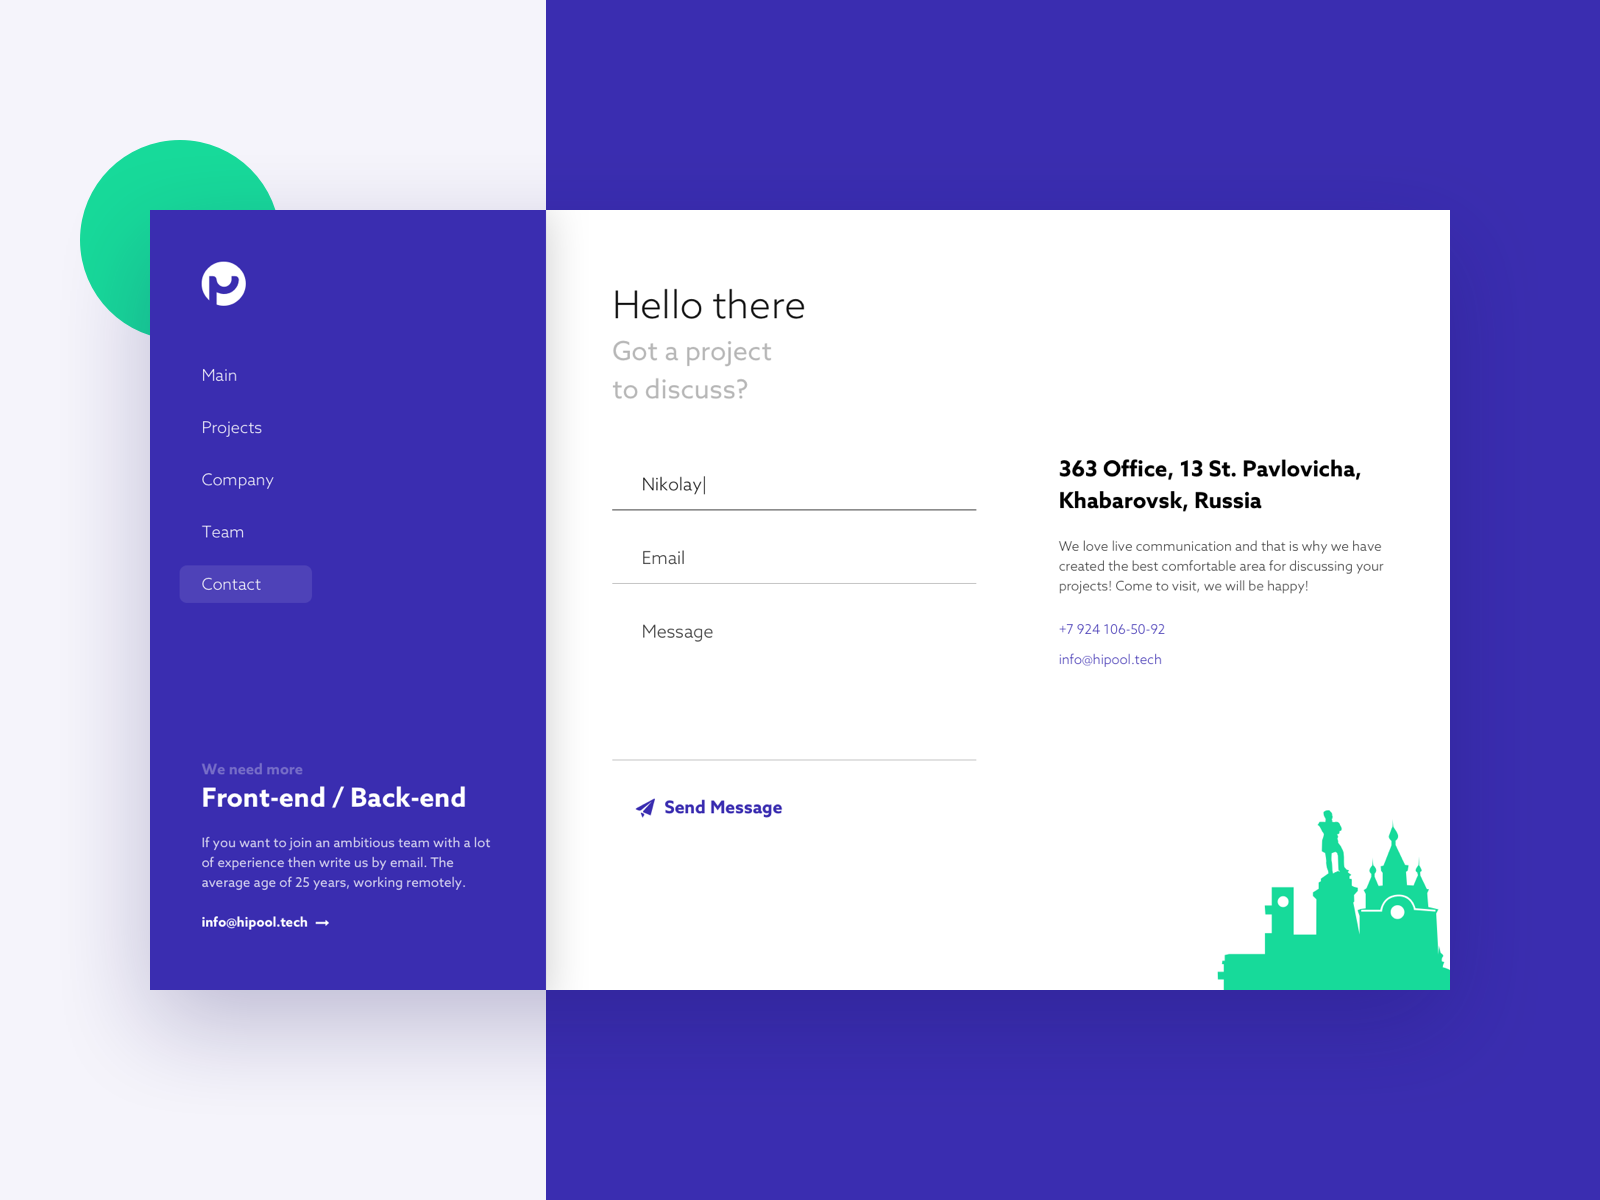 Main
Projects
Company
Team
Contact
We need more
Front-end / Back-end
If you want to join an ambitious team with a lot
of experience then write us by email. The
average age of 25 years, working remotely.
info@hipool.tech
Hello there
Got a project
to discuss?
Nikolay
Email
Message
Send Message
363 Office, 13 St. Pavlovicha,
Khabarovsk, Russia
We love live communication and that is why we have
created the best comfortable area for discussing your
projects! Come to visit, we will be happy!
+7 924 106-50-92
info@hipool.tech